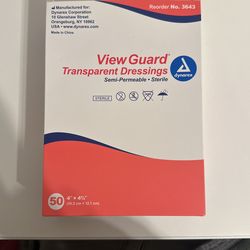 Manufactured for:
Dynarex Corporation
10 Glenshaw Street
Orangeburg, NY 10962
USA • www.dynarex.com
Made in China
Reorder No. 3643
View Guard®
Transparent Dressings
Semi-Permeable • Sterile
dynarex
STERILE
50
4" × 4¾"
(10.2 cm × 12.1 cm)